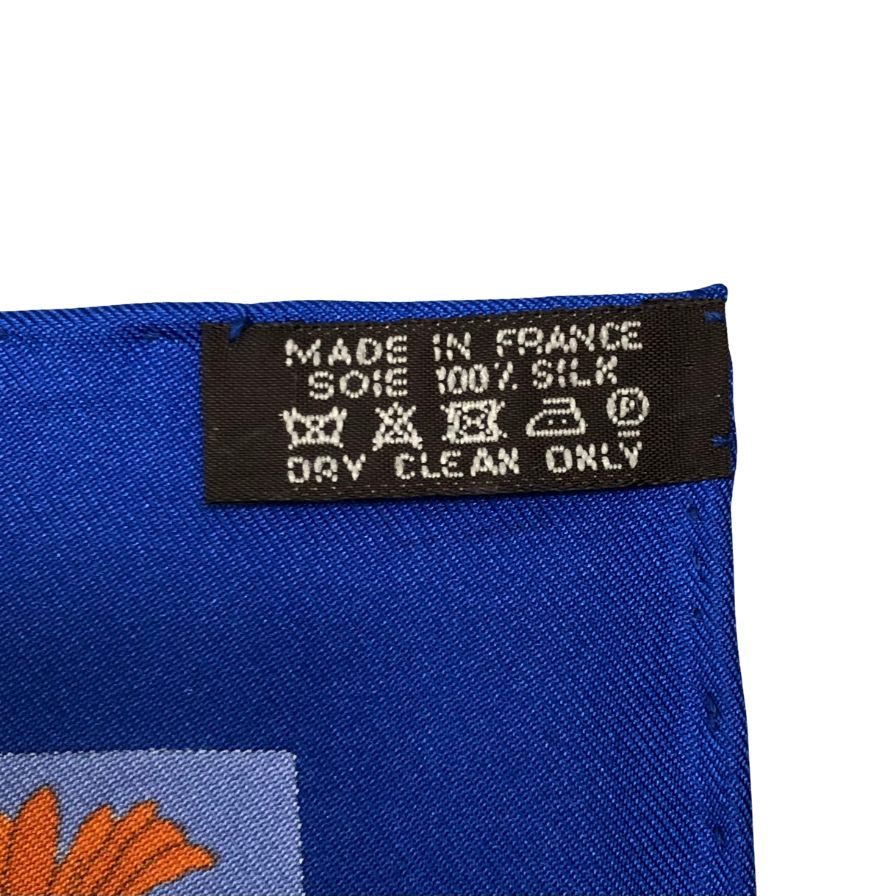 MADE IN FRANCE
SOIE 100% SILK
P
DRY CLEAN ONLY